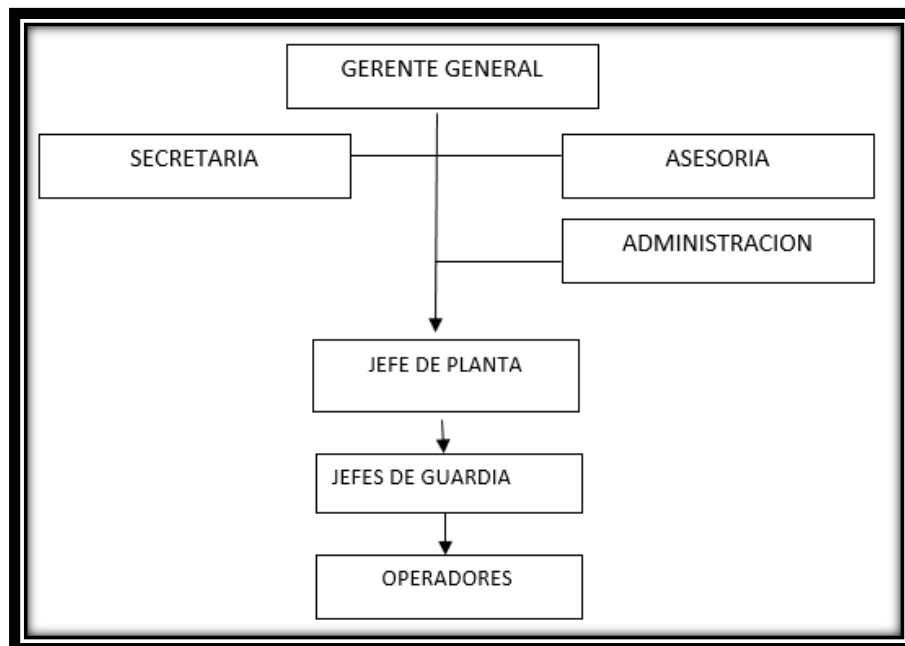 GERENTE GENERAL
SECRETARIA
ASESORIA
ADMINISTRACION
JEFE DE PLANTA
JEFES DE GUARDIA
OPERADORES